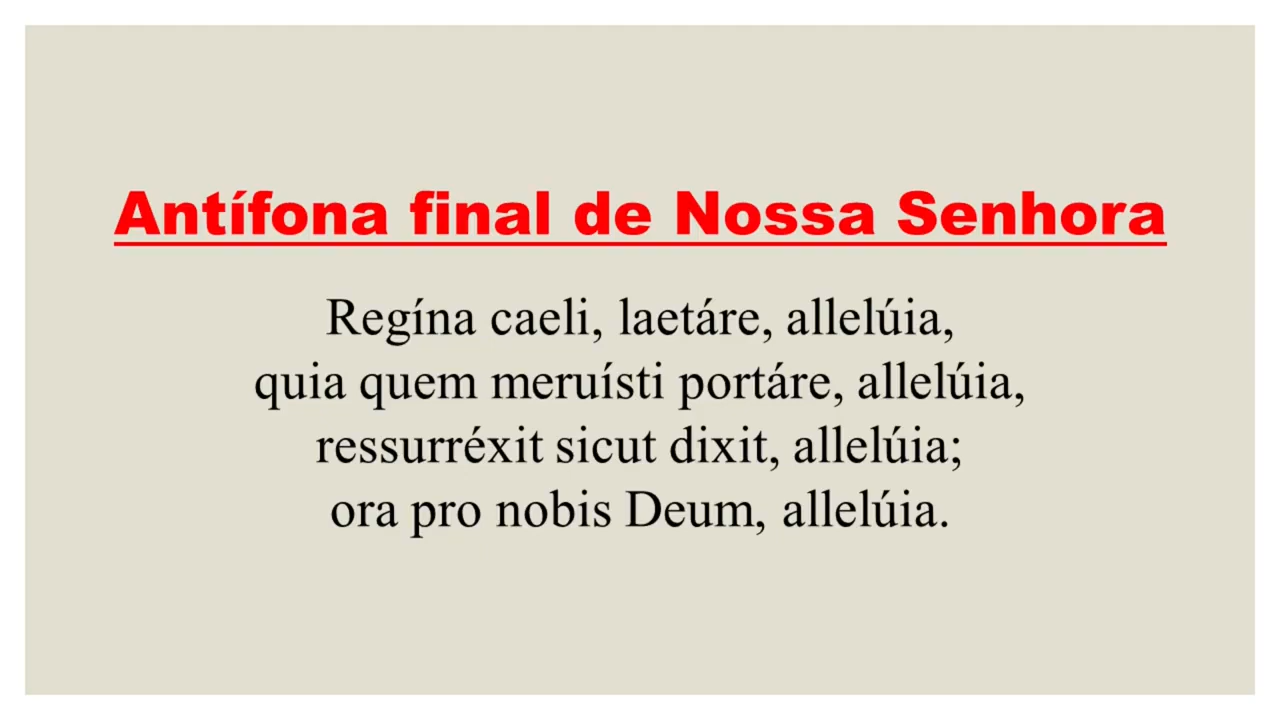 Antífona final de Nossa Senhora
Regína caeli, laetáre, allelúia,
quia quem meruísti portáre, allelúia,
ressurréxit sicut dixit, allelúia;
ora pro nobis Deum, allelúia.